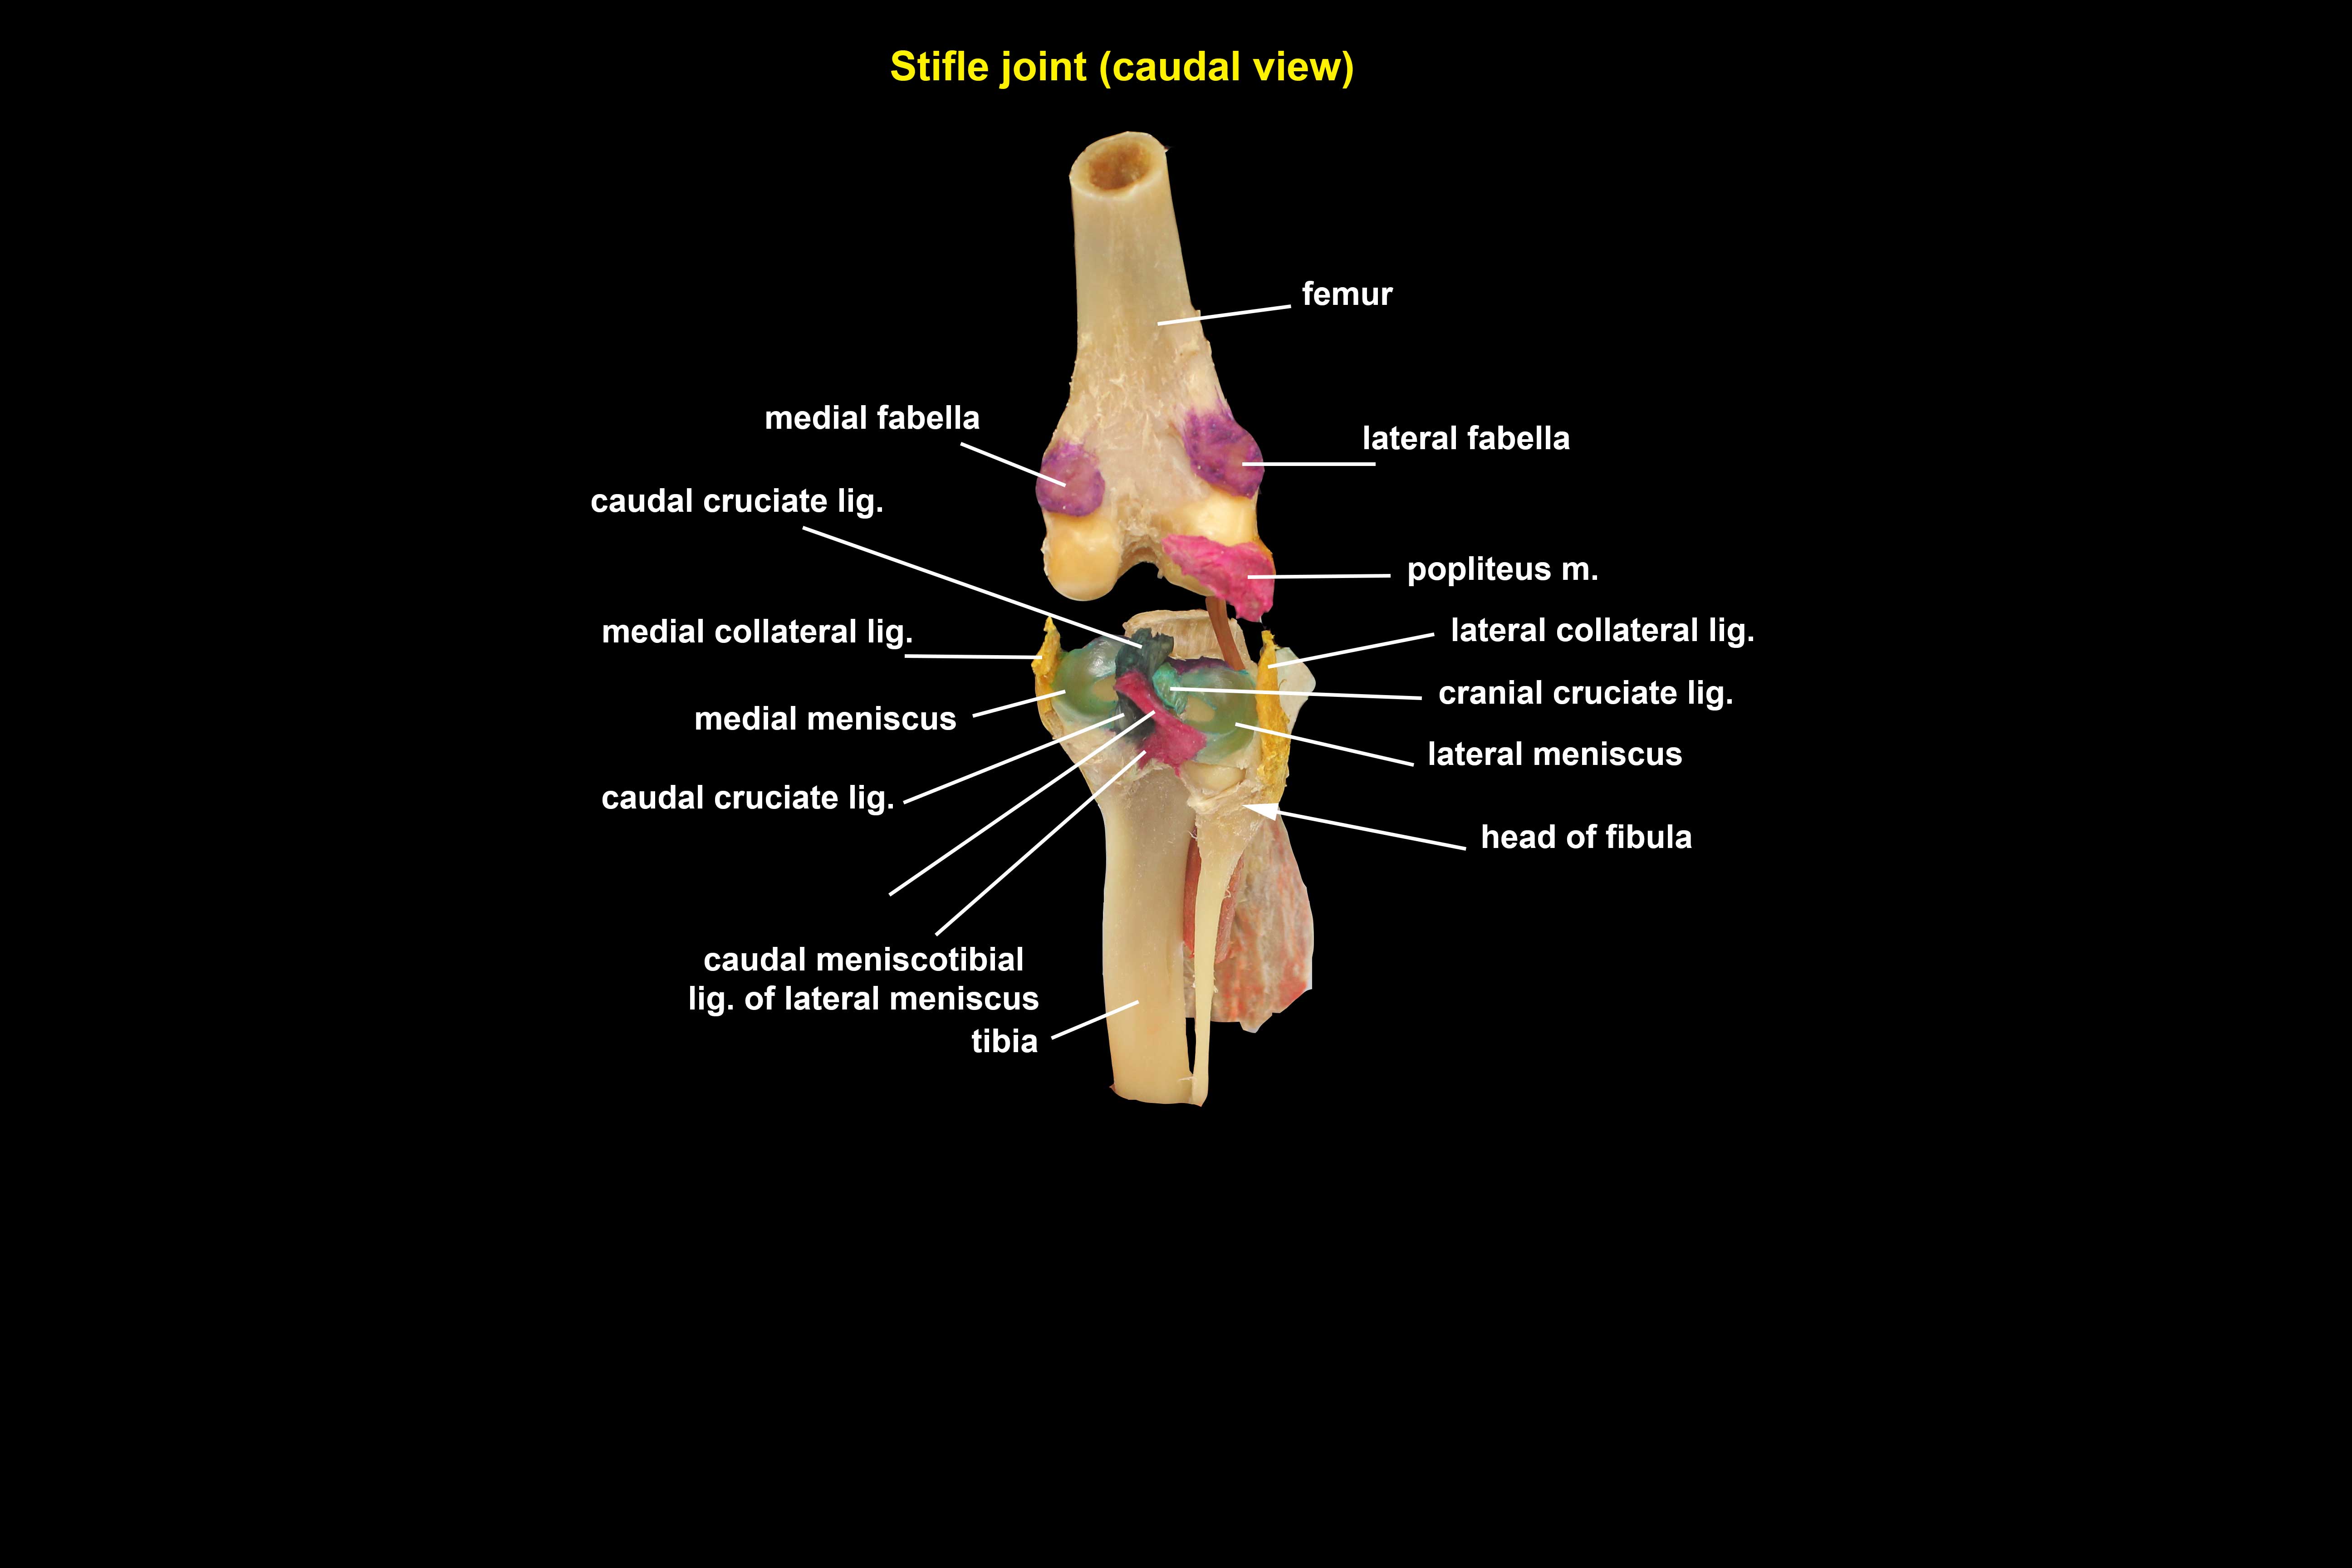 Stifle joint (caudal view)
femur
medial fabella
lateral fabella
caudal cruciate lig.
popliteus m.
medial collateral lig.
lateral collateral lig.
cranial cruciate lig.
medial meniscus
lateral meniscus
caudal cruciate lig.
head of fibula
caudal meniscotibial
lig. of lateral meniscus
tibia